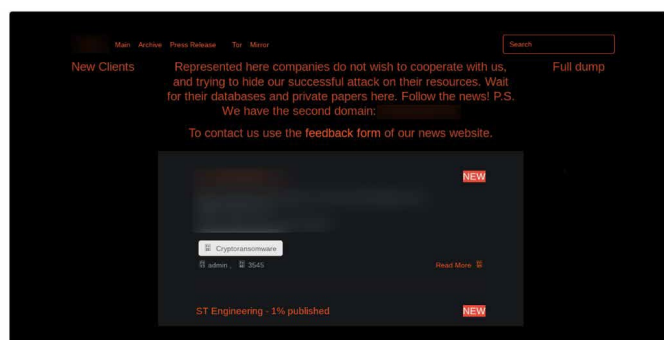 Main Archive Press Release Tor Mirror
Search
New Clients
Represented here companies do not wish to cooperate with us,
and trying to hide our successful attack on their resources. Wait
for their databases and private papers here. Follow the news! P.S.
We have the second domain:
To contact us use the feedback form of our news website.
Full dump
NEW
Cryptoransomware
admin , 3545
Read More
ST Engineering - 1% published
NEW